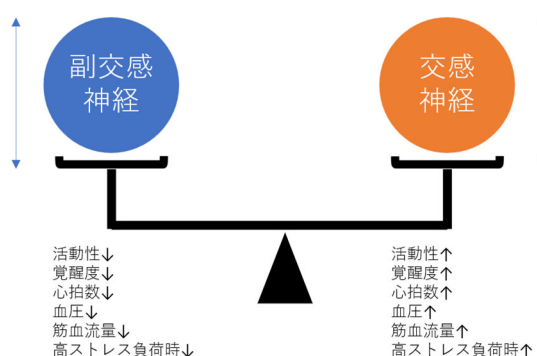 副交感
神経
交感
神経
活動性↓
覚醒度↓
心拍数↓
血圧↓
筋血流量↓
高ストレス負荷時↓
活動性↑
覚醒度↑
心拍数↑
血圧↑
筋血流量↑
高ストレス負荷時↑